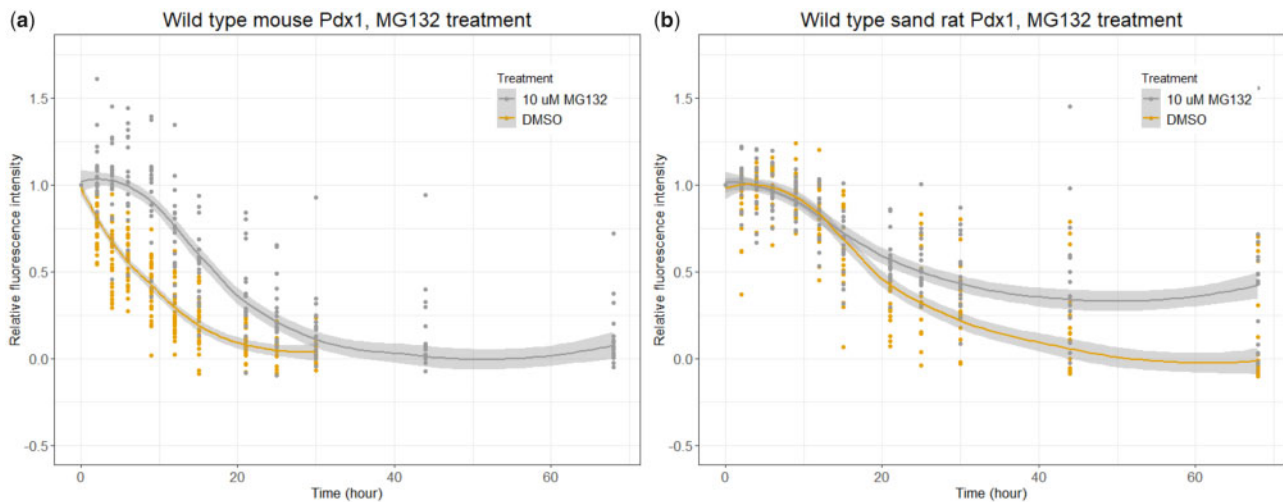 (a)
Wild type mouse Pdx1, MG132 treatment
Relative fluorescence intensity
1.5
1.0
0.5
0.0
-0.5
Treatment
10 uM MG132
DMSO
0
20
40
60
Time (hour)
(b)
Wild type sand rat Pdx1, MG132 treatment
Relative fluorescence intensity
1.5
1.0
0.5
0.0
-0.5
Treatment
10 uM MG132
DMSO
0
20
40
60
Time (hour)